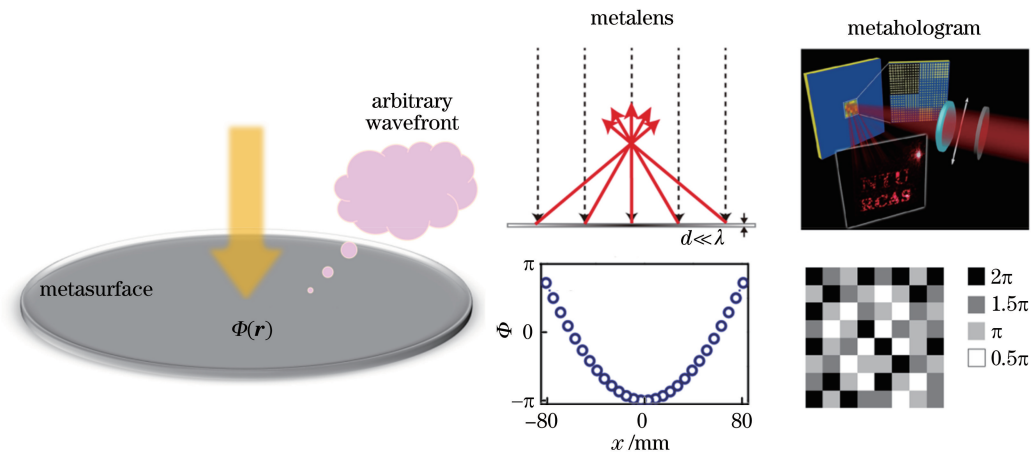 arbitrary
wavefront
metasurface
Φ(r)
metalens
d≪λ
π
0
−π
Φ
−80
0
80
x /mm
metahologram
NTU
RCAS
2π
1.5π
π
0.5π